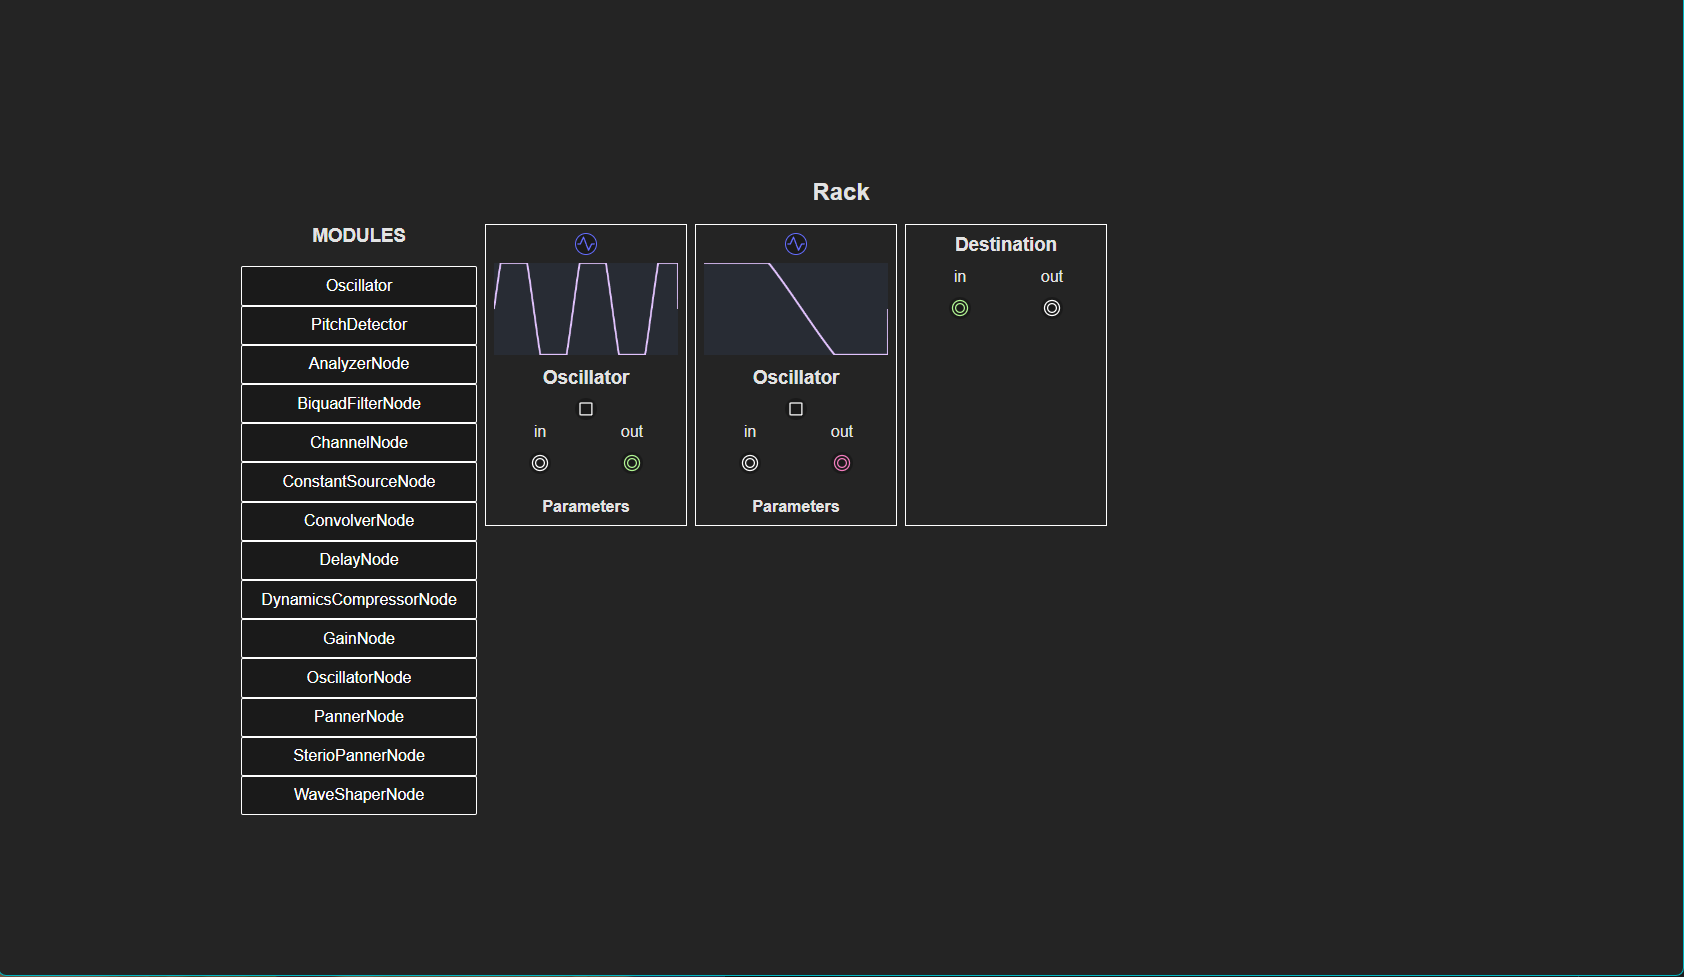 Rack
MODULES
Oscillator
PitchDetector
AnalyzerNode
BiquadFilterNode
ChannelNode
ConstantSourceNode
ConvolverNode
DelayNode
DynamicsCompressorNode
GainNode
OscillatorNode
PannerNode
SterioPannerNode
WaveShaperNode
Oscillator
in out
Parameters
Oscillator
in out
Parameters
Destination
in out